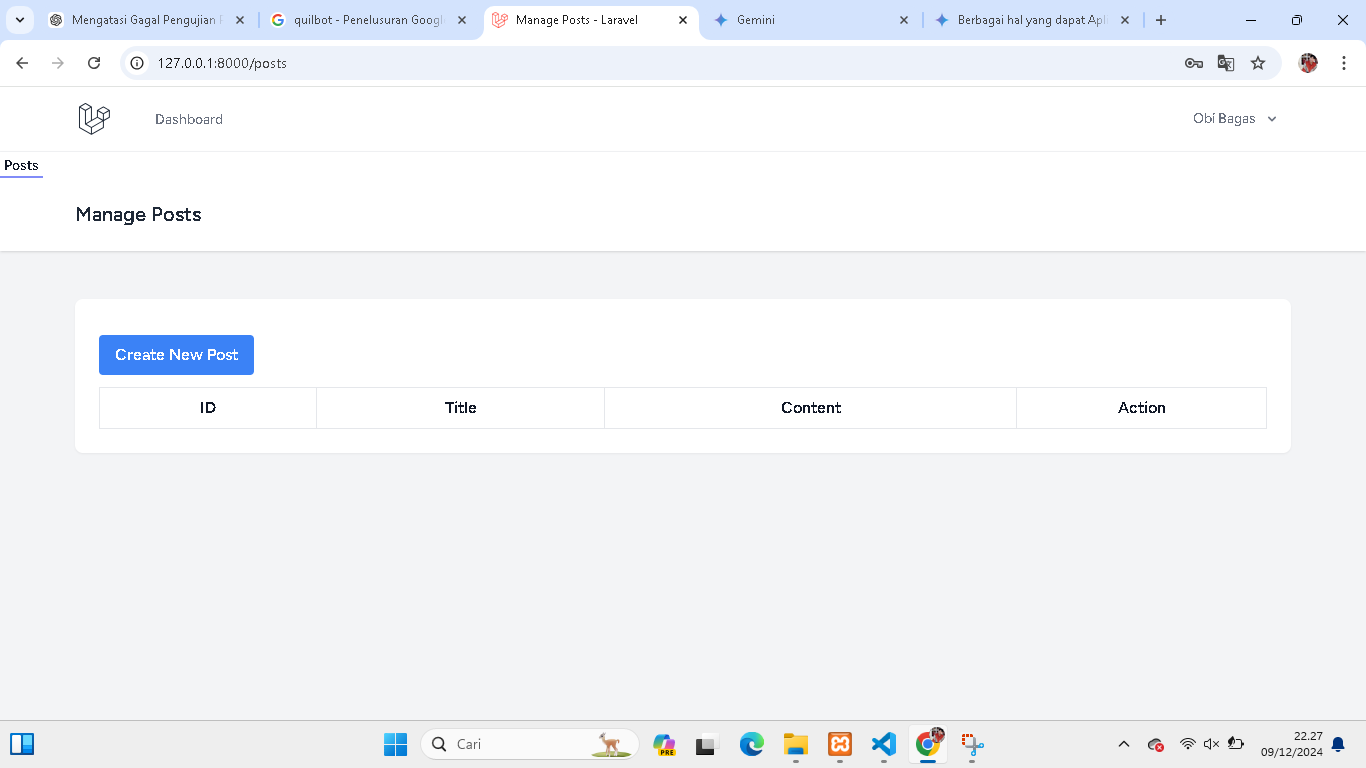 Mengatasi Gagal Pengujian
quilbot - Penelusuran Googl
Manage Posts - Laravel
Gemini
Berbagai hal yang dapat Apl
127.0.0.1:8000/posts
Dashboard
Obi Bagas
Posts
Manage Posts
Create New Post
ID Title Content Action
Cari
PRE
22.27
09/12/2024